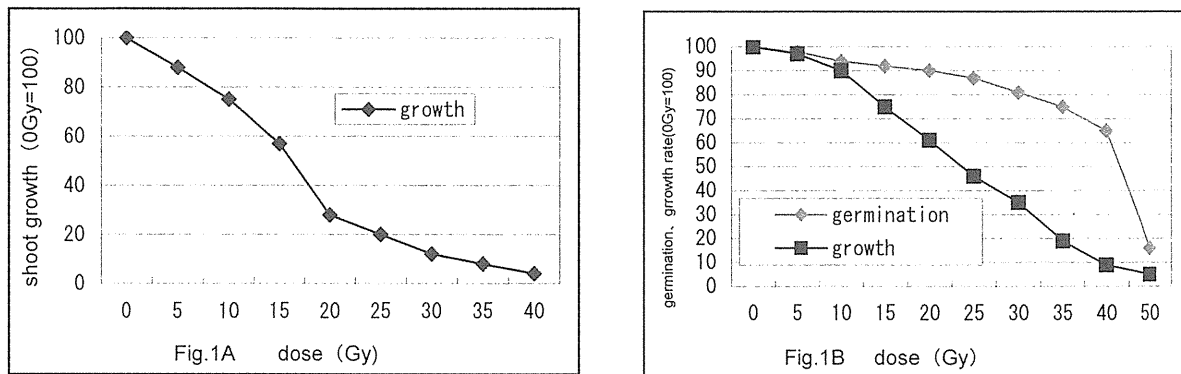 shoot growth (0Gy=100)
100
80
60
40
20
0
growth
0 5 10 15 20 25 30 35 40
Fig.1A dose (Gy)
germination、grrowth rate(0Gy=100)
100
90
80
70
60
50
40
30
20
10
0
germination
growth
0 5 10 15 20 25 30 35 40 50
Fig.1B dose (Gy)